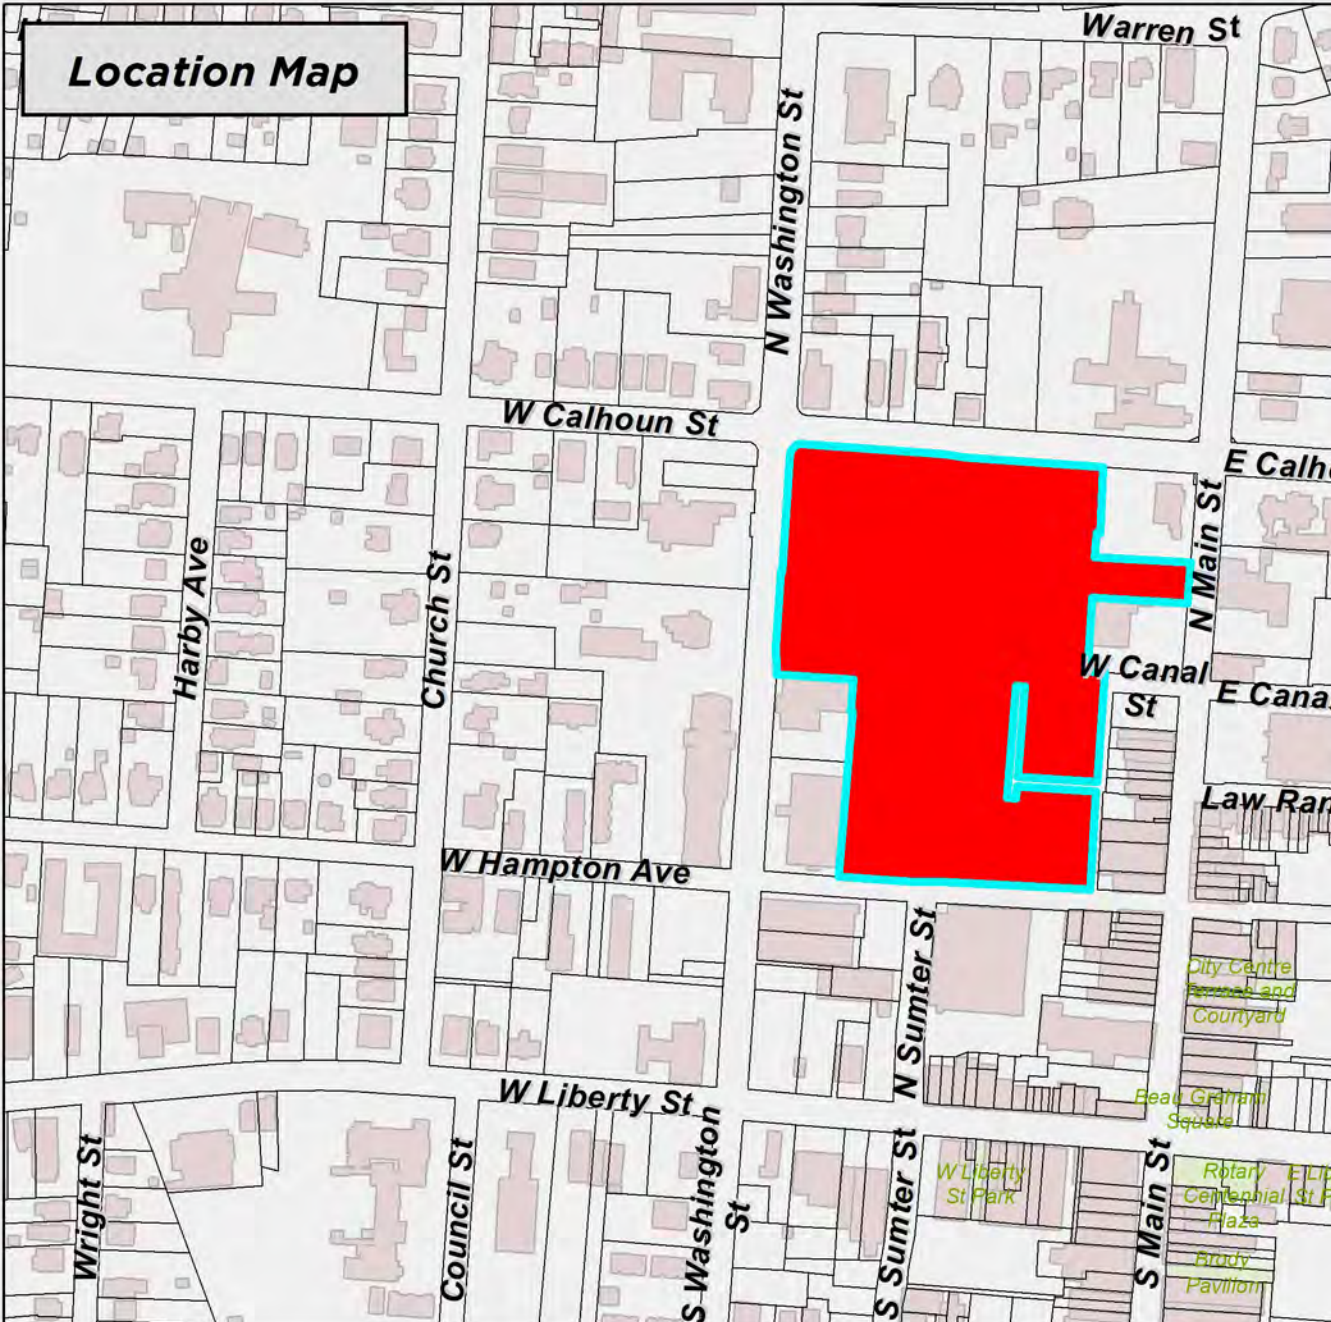 Location Map
Warren St
N Washington St
W Calhoun St
E Calh
N Main St
Harby Ave
Church St
W Canal
St
E Cana
Law Ran
W Hampton Ave
N Sumter St
City Centre
Terrace and
Courtyard
W Liberty St
Beau Graham
Square
Wright St
Council St
S Washington
St
S Sumter St
W Liberty
St Park
S Main St
Rotary
Centennial
Plaza
E Lib
St P
Brody
Pavilion